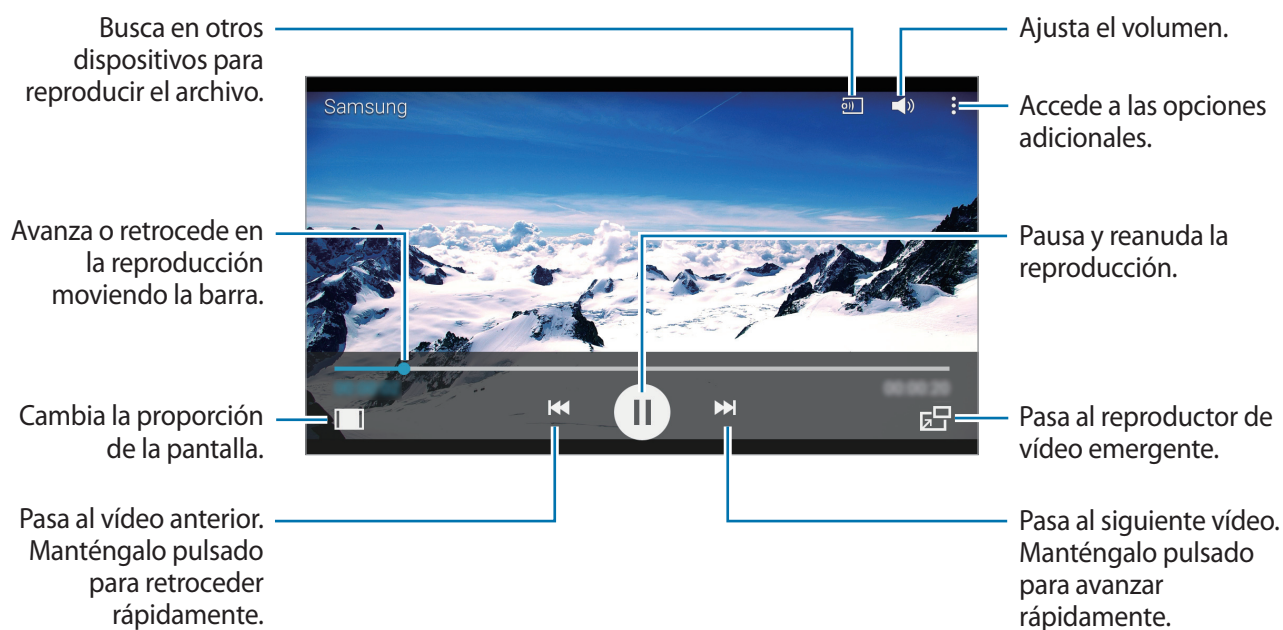 Busca en otros
dispositivos para
reproducir el archivo.
Ajusta el volumen.
Samsung
Accede a las opciones
adicionales.
Avanza o retrocede en
la reproducción
moviendo la barra.
Pausa y reanuda la
reproducción.
Cambia la proporción
de la pantalla.
Pasa al reproductor de
vídeo emergente.
Pasa al vídeo anterior.
Manténgalo pulsado
para retroceder
rápidamente.
Pasa al siguiente vídeo.
Manténgalo pulsado
para avanzar
rápidamente.